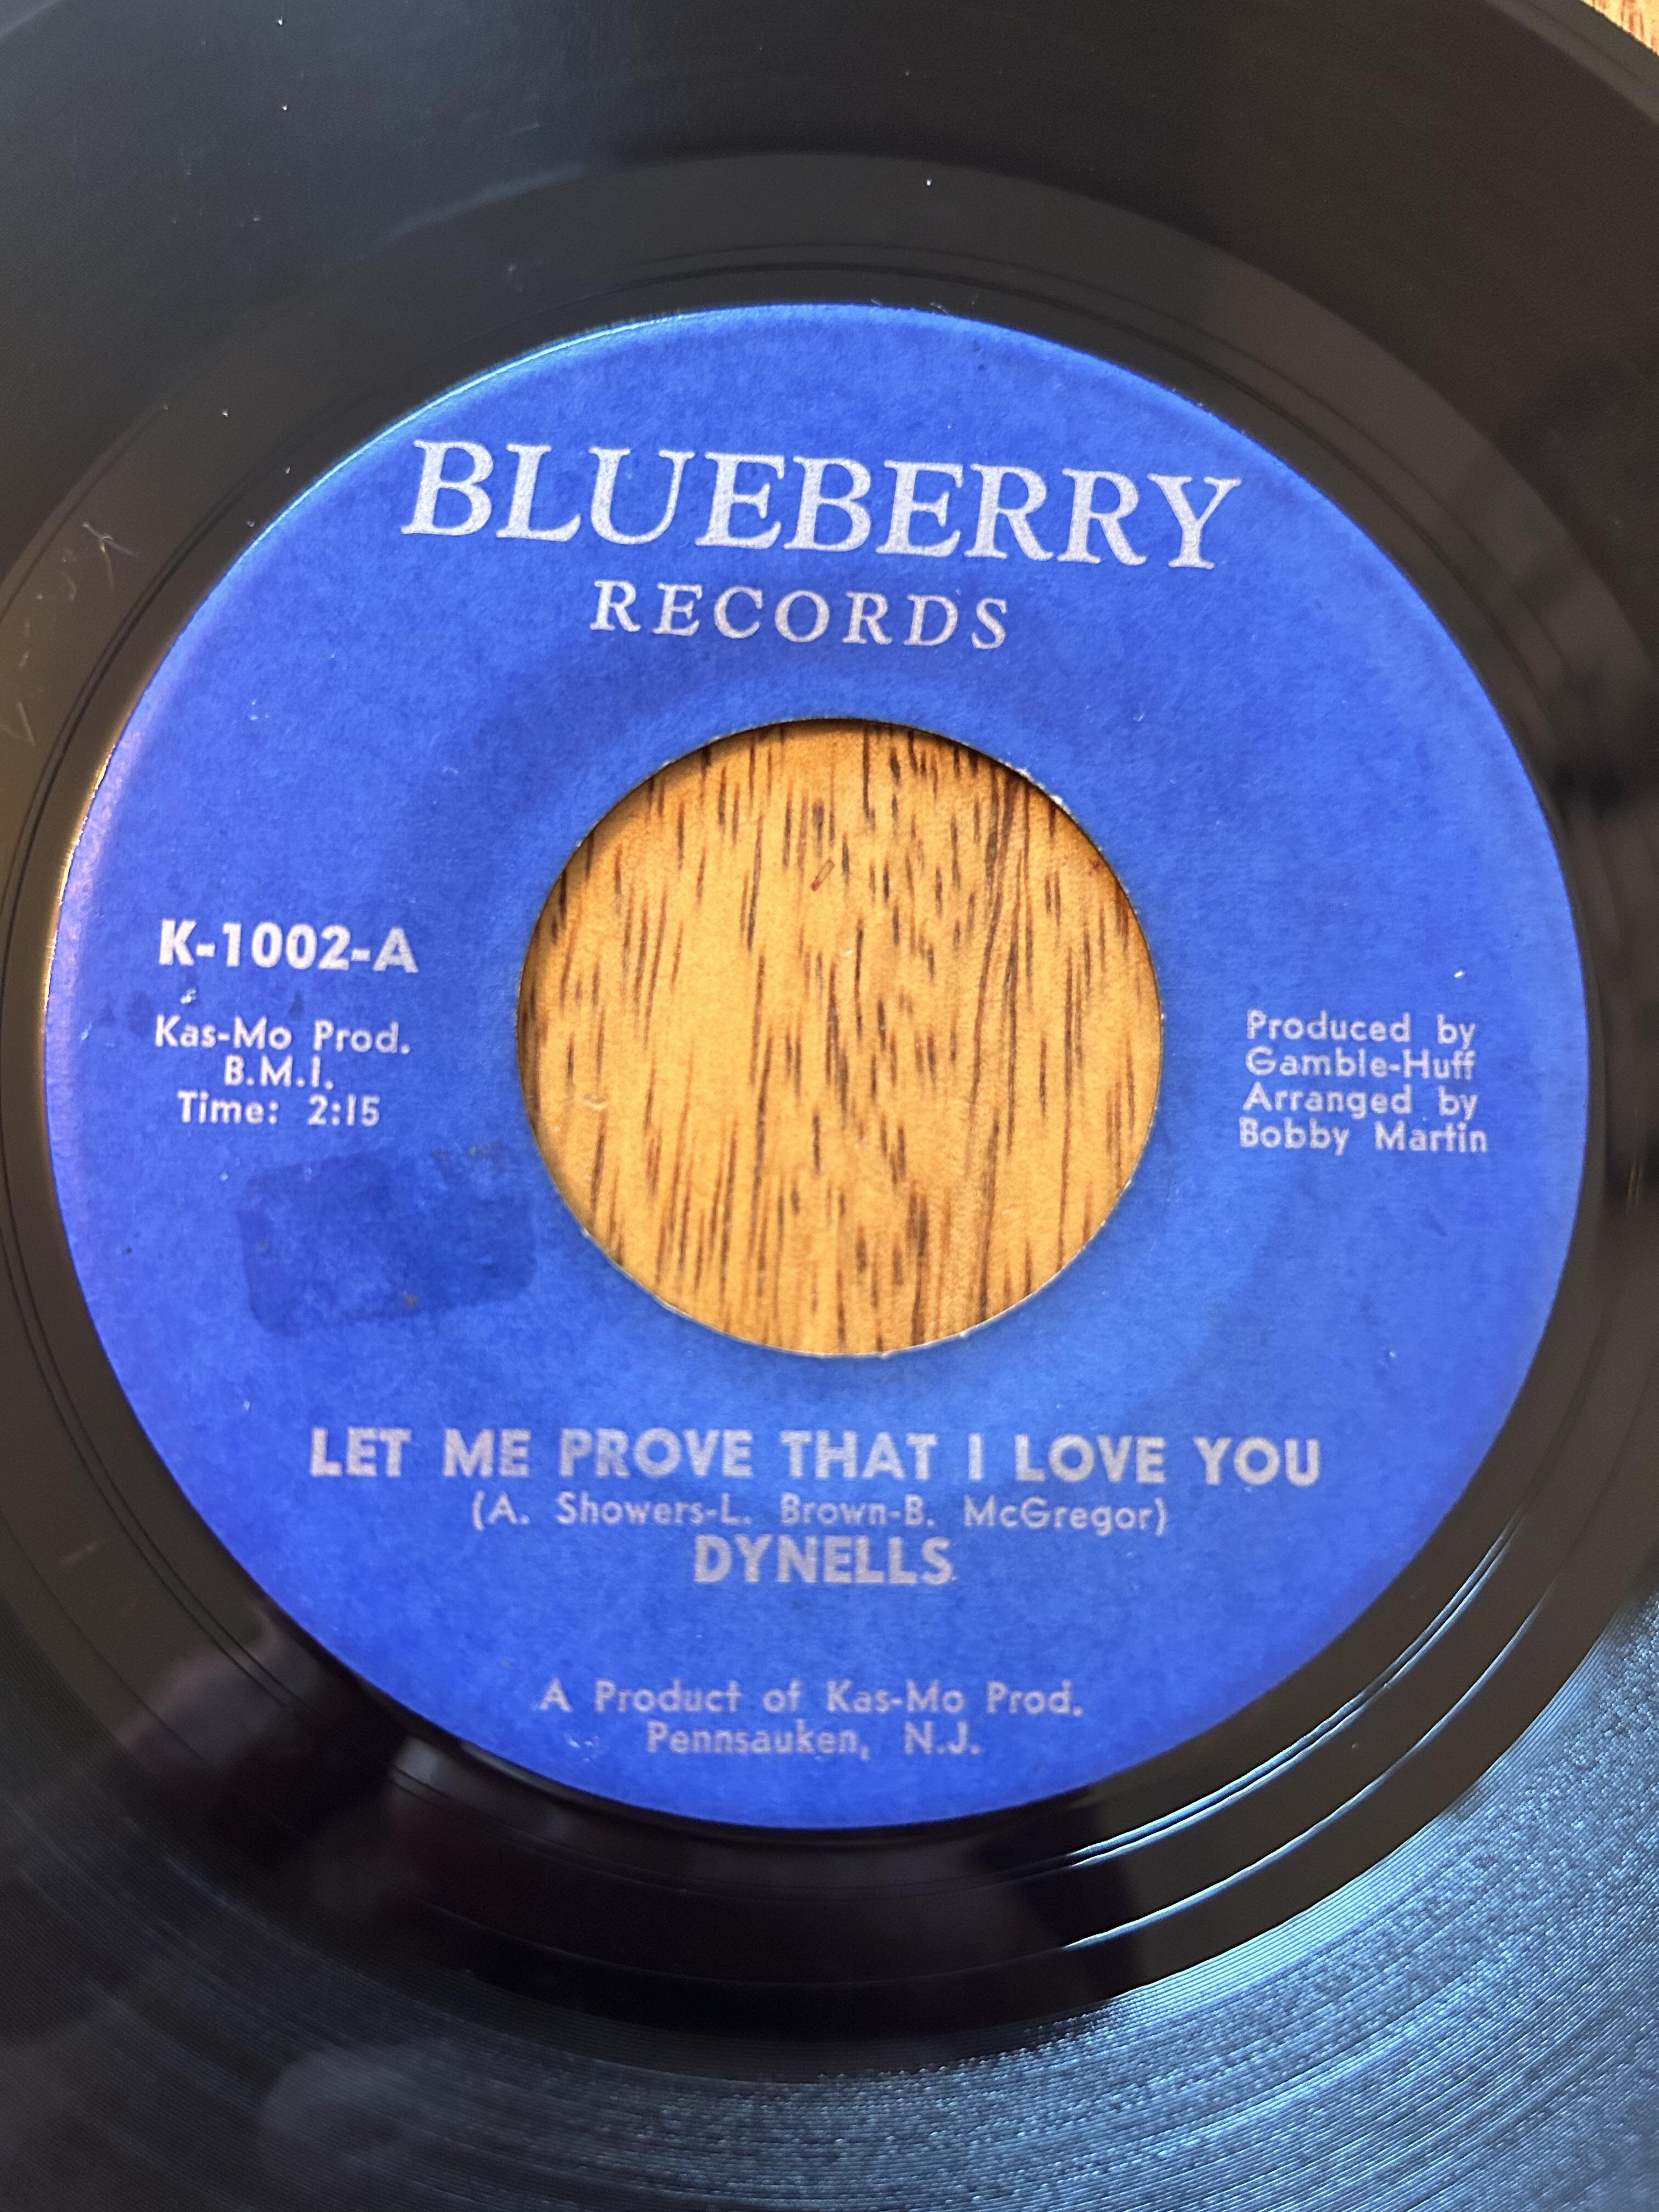 BLUEBERRY
RECORDS
K-1002-A
Kas-Mo Prod.
B.M.I.
Time: 2:15
Produced by
Gamble-Huff
Arranged by
Bobby Martin
LET ME PROVE THAT I LOVE YOU
(A. Showers-L. Brown-B. McGregor)
DYNELLS
A Product of Kas-Mo Prod.
Pennsauken, N.J.